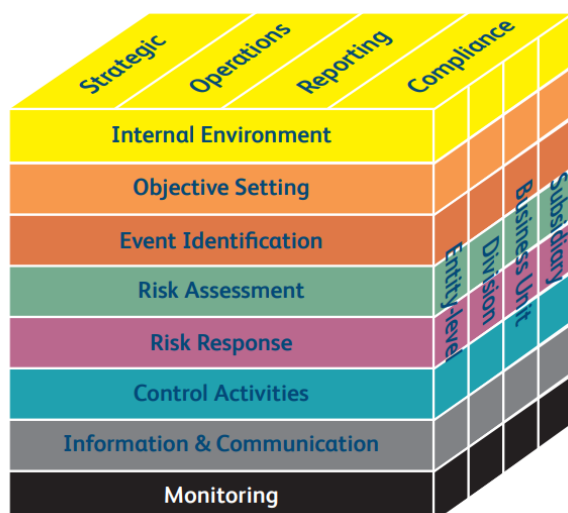 Strategic
Operations
Reporting
Compliance
Internal Environment
Objective Setting
Event Identification
Risk Assessment
Risk Response
Control Activities
Information & Communication
Monitoring
Entity-level
Division
Business Unit
Subsidiary